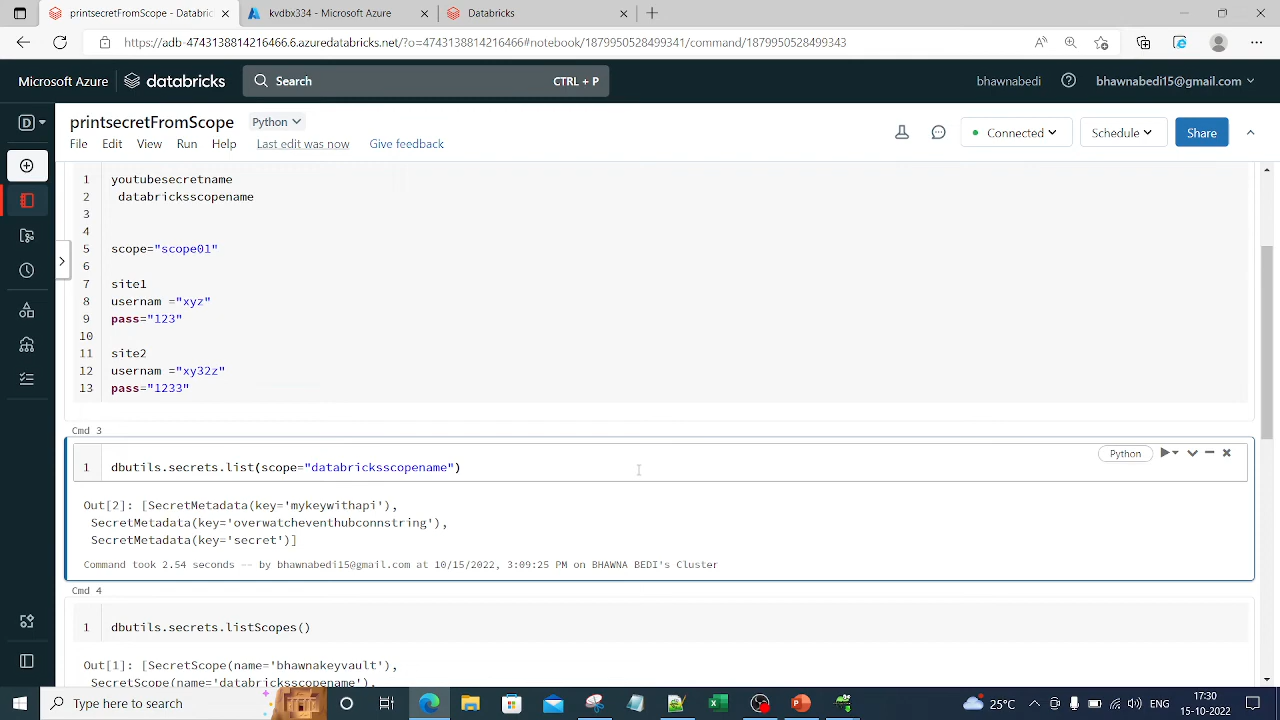 printsecretFromScope - Databric
kvdbx334 - Microsoft Azure
Databricks
https://adb-4743138814216466.6.azuredatabricks.net/?o=4743138814216466#notebook/1879950528499341/command/1879950528499343
Microsoft Azure
databricks
Search
CTRL + P
bhawnabedi
bhawnabedi15@gmail.com
D
printsecretFromScope
Python
File Edit View Run Help Last edit was now Give feedback
Connected
Schedule
Share
1 youtubesecretname
2 databricksscopename
3
4
5 scope="scope01"
6
7 site1
8 usernam ="xyz"
9 pass="123"
10
11 site2
12 usernam ="xy32z"
13 pass="1233"
Cmd 3
1 dbutils.secrets.list(scope="databricksscopename")
Python
Out[2]: [SecretMetadata(key='mykeywithapi'),
SecretMetadata(key='overwatcheventhubconnstring'),
SecretMetadata(key='secret')]
Command took 2.54 seconds -- by bhawnabedi15@gmail.com at 10/15/2022, 3:09:25 PM on BHAWNA BEDI's Cluster
Cmd 4
1 dbutils.secrets.listScopes()
Out[1]: [SecretScope(name='bhawnakeyvault'),
SecretScope(name='databricksscopename'),
Type here to search
25°C
ENG
17:30
15-10-2022